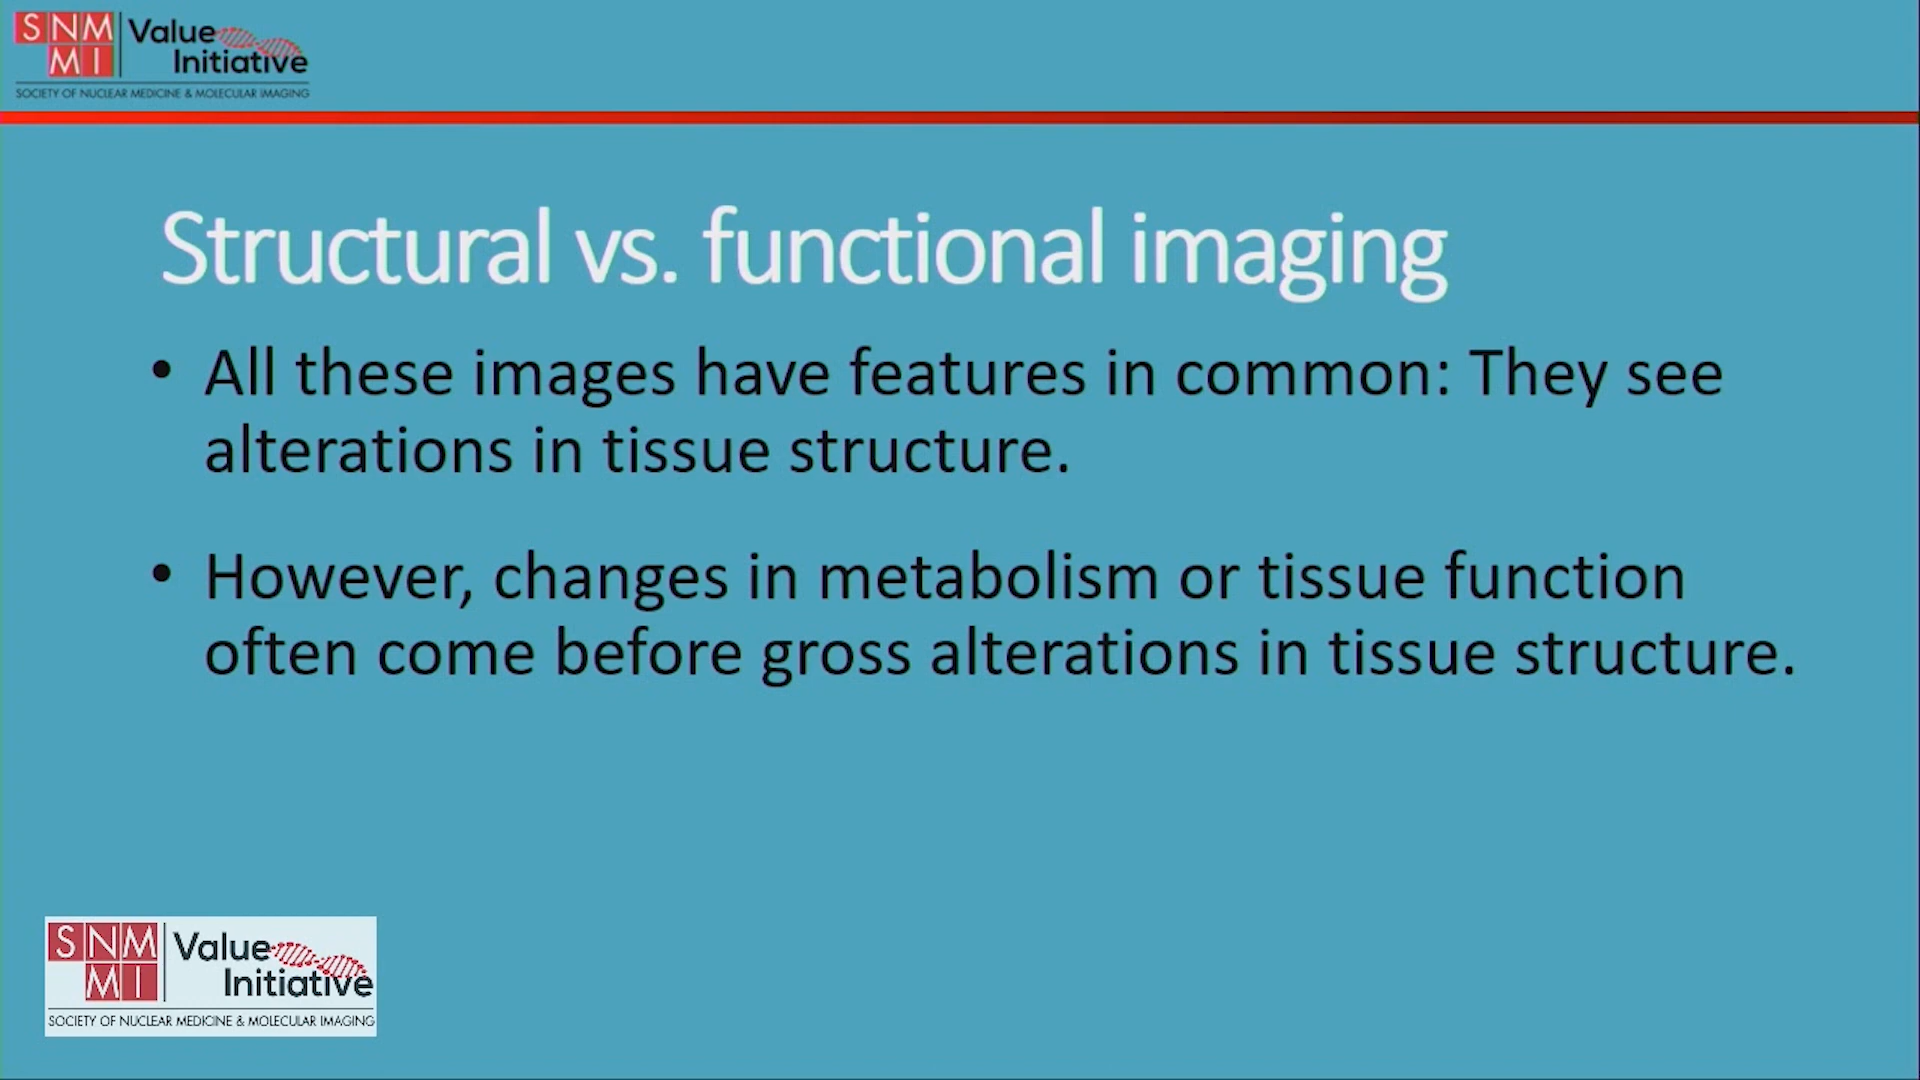 SNM Value
MI Initiative
SOCIETY OF NUCLEAR MEDICINE & MOLECULAR IMAGING
Structural vs. functional imaging
• All these images have features in common: They see
alterations in tissue structure.
• However, changes in metabolism or tissue function
often come before gross alterations in tissue structure.
SNM Value
MI Initiative
SOCIETY OF NUCLEAR MEDICINE & MOLECULAR IMAGING